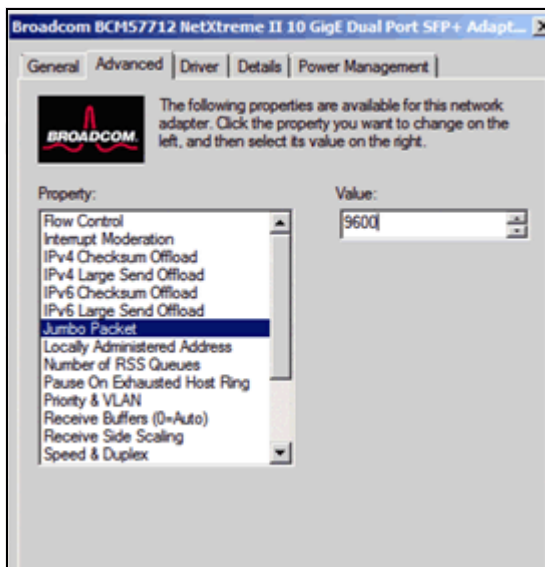 Broadcom BCM57712 NetXtreme II 10 GigE Dual Port SFP+ Adapt...
General Advanced Driver Details Power Management
The following properties are available for this network
adapter. Click the property you want to change on the
left, and then select its value on the right.
BROADCOM.
Property:
Value:
Flow Control
9600
Interrupt Moderation
IPv4 Checksum Offload
IPv4 Large Send Offload
IPv6 Checksum Offload
IPv6 Large Send Offload
Jumbo Packet
Locally Administered Address
Number of RSS Queues
Pause On Exhausted Host Ring
Priority & VLAN
Receive Buffers (0=Auto)
Receive Side Scaling
Speed & Duplex